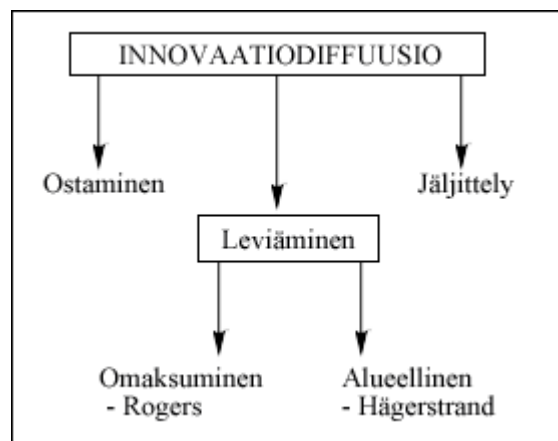 INNOVAATIODIFFUUSIO
Ostaminen
Jäljittely
Leviäminen
Omaksuminen
- Rogers
Alueellinen
- Hägerstrand